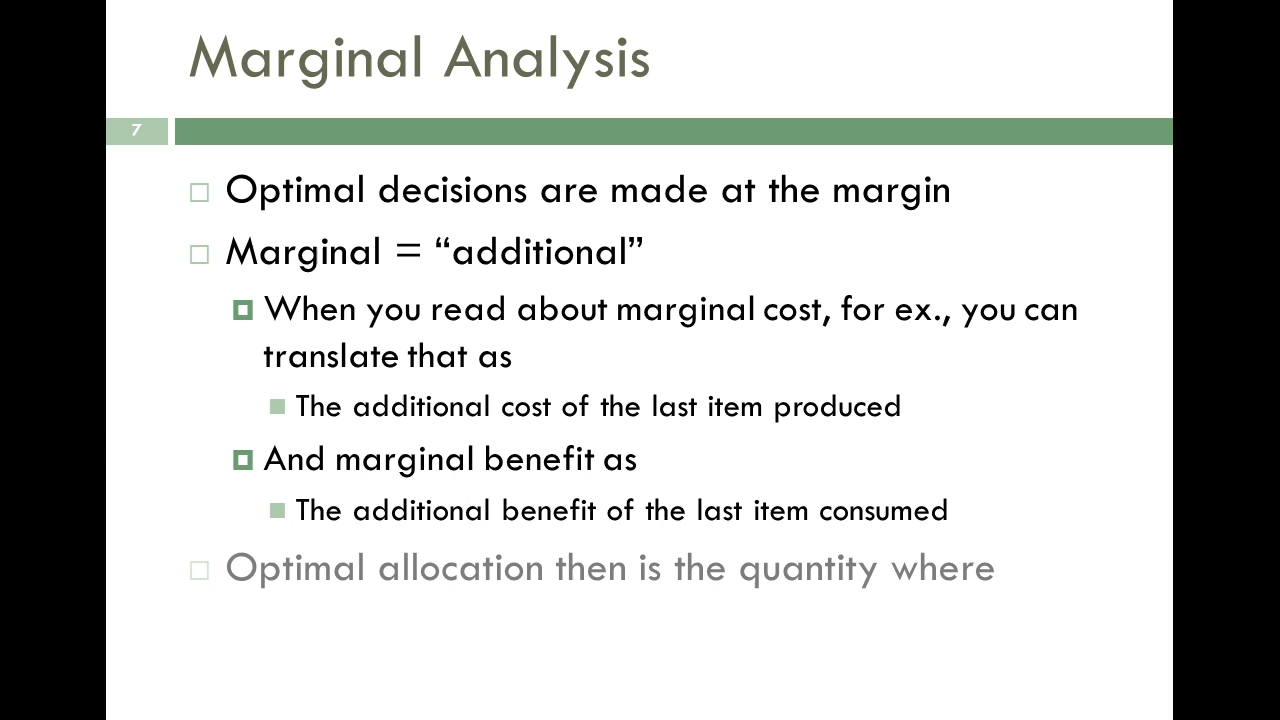 Marginal Analysis
7
Optimal decisions are made at the margin
Marginal = “additional”
When you read about marginal cost, for ex., you can
translate that as
The additional cost of the last item produced
And marginal benefit as
The additional benefit of the last item consumed
Optimal allocation then is the quantity where